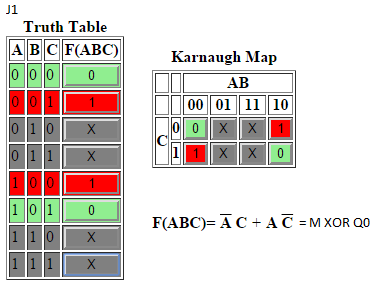 J1
Truth Table
A B C F(ABC)
0 0 0 0
0 0 1 1
0 1 0 X
0 1 1 X
1 0 0 1
1 0 1 0
1 1 0 X
1 1 1 X
Karnaugh Map
AB
00 01 11 10
C
0 0 X X 1
1 1 X X 0
F(ABC)= A̅ C + A C̅ = M XOR Q0